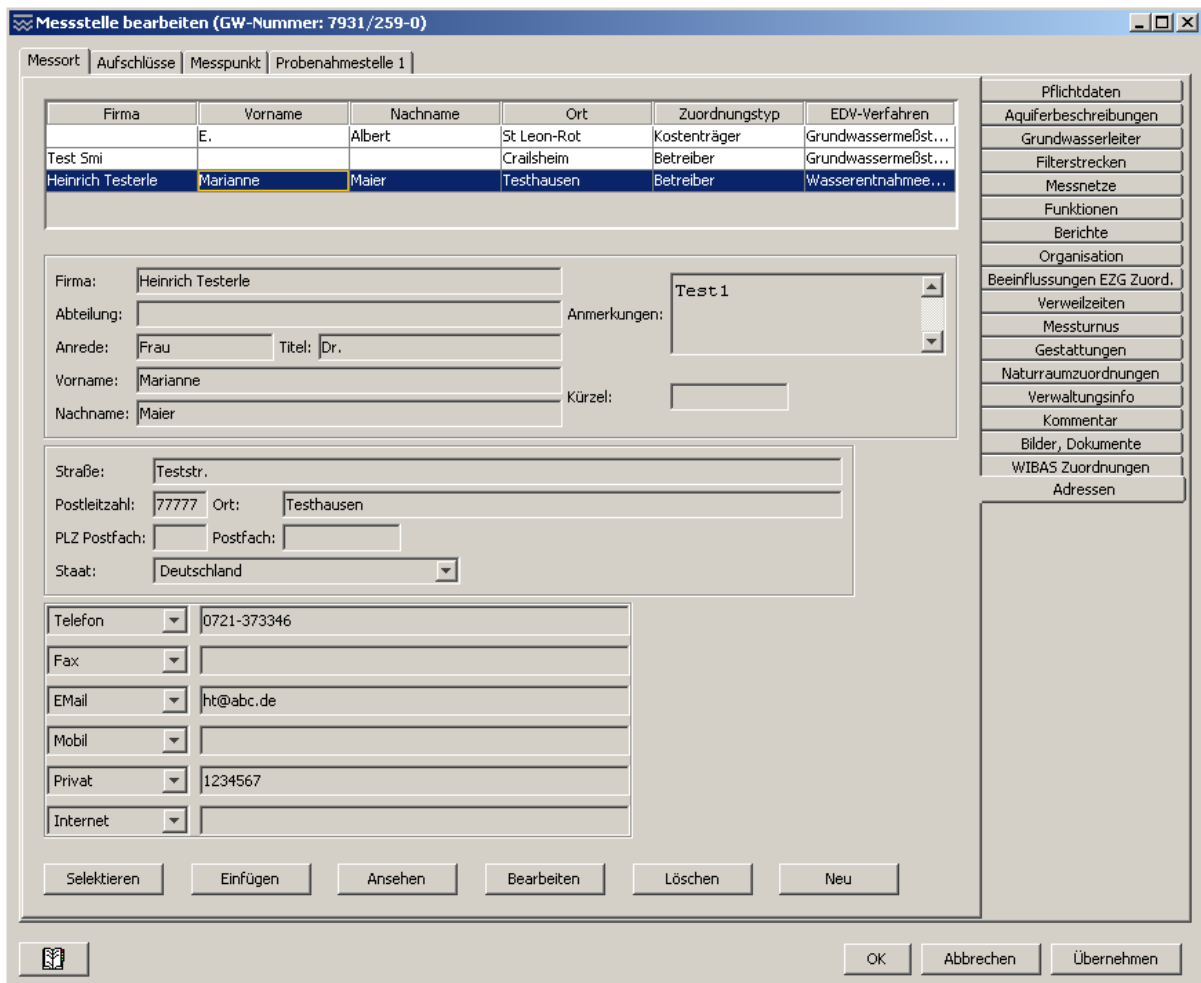 Messstelle bearbeiten (GW-Nummer: 7931/259-0)
Messort Aufschlüsse Messpunkt Probenahmestelle 1
Firma Vorname Nachname Ort Zuordnungstyp EDV-Verfahren
E. Albert St Leon-Rot Kostenträger Grundwassermeßst...
Test Smi Crailsheim Betreiber Grundwassermeßst...
Heinrich Testerle Marianne Maier Testhausen Betreiber Wasserentnahmee...
Firma: Heinrich Testerle
Abteilung:
Anrede: Frau Titel: Dr.
Vorname: Marianne
Nachname: Maier
Anmerkungen: Test1
Kürzel:
Straße: Teststr.
Postleitzahl: 77777 Ort: Testhausen
PLZ Postfach: Postfach:
Staat: Deutschland
Telefon 0721-373346
Fax
EMail ht@abc.de
Mobil
Privat 1234567
Internet
Selektieren Einfügen Ansehen Bearbeiten Löschen Neu
Pflichtdaten
Aquiferbeschreibungen
Grundwasserleiter
Filterstrecken
Messnetze
Funktionen
Berichte
Organisation
Beeinflussungen EZG Zuord.
Verweilzeiten
Messturnus
Gestattungen
Naturraumzuordnungen
Verwaltungsinfo
Kommentar
Bilder, Dokumente
WIBAS Zuordnungen
Adressen
OK Abbrechen Übernehmen